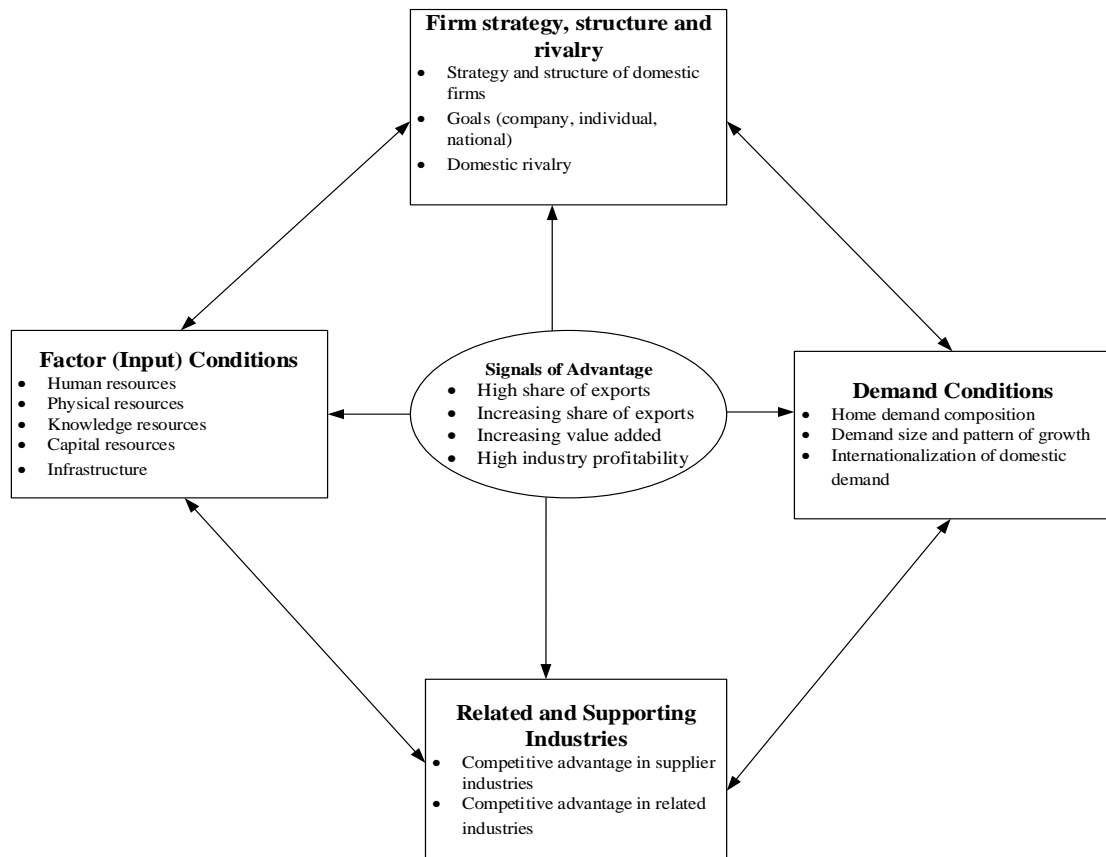 Firm strategy, structure and
rivalry
• Strategy and structure of domestic
firms
• Goals (company, individual,
national)
• Domestic rivalry
Factor (Input) Conditions
• Human resources
• Physical resources
• Knowledge resources
• Capital resources
• Infrastructure
Signals of Advantage
• High share of exports
• Increasing share of exports
• Increasing value added
• High industry profitability
Demand Conditions
• Home demand composition
• Demand size and pattern of growth
• Internationalization of domestic
demand
Related and Supporting
Industries
• Competitive advantage in supplier
industries
• Competitive advantage in related
industries